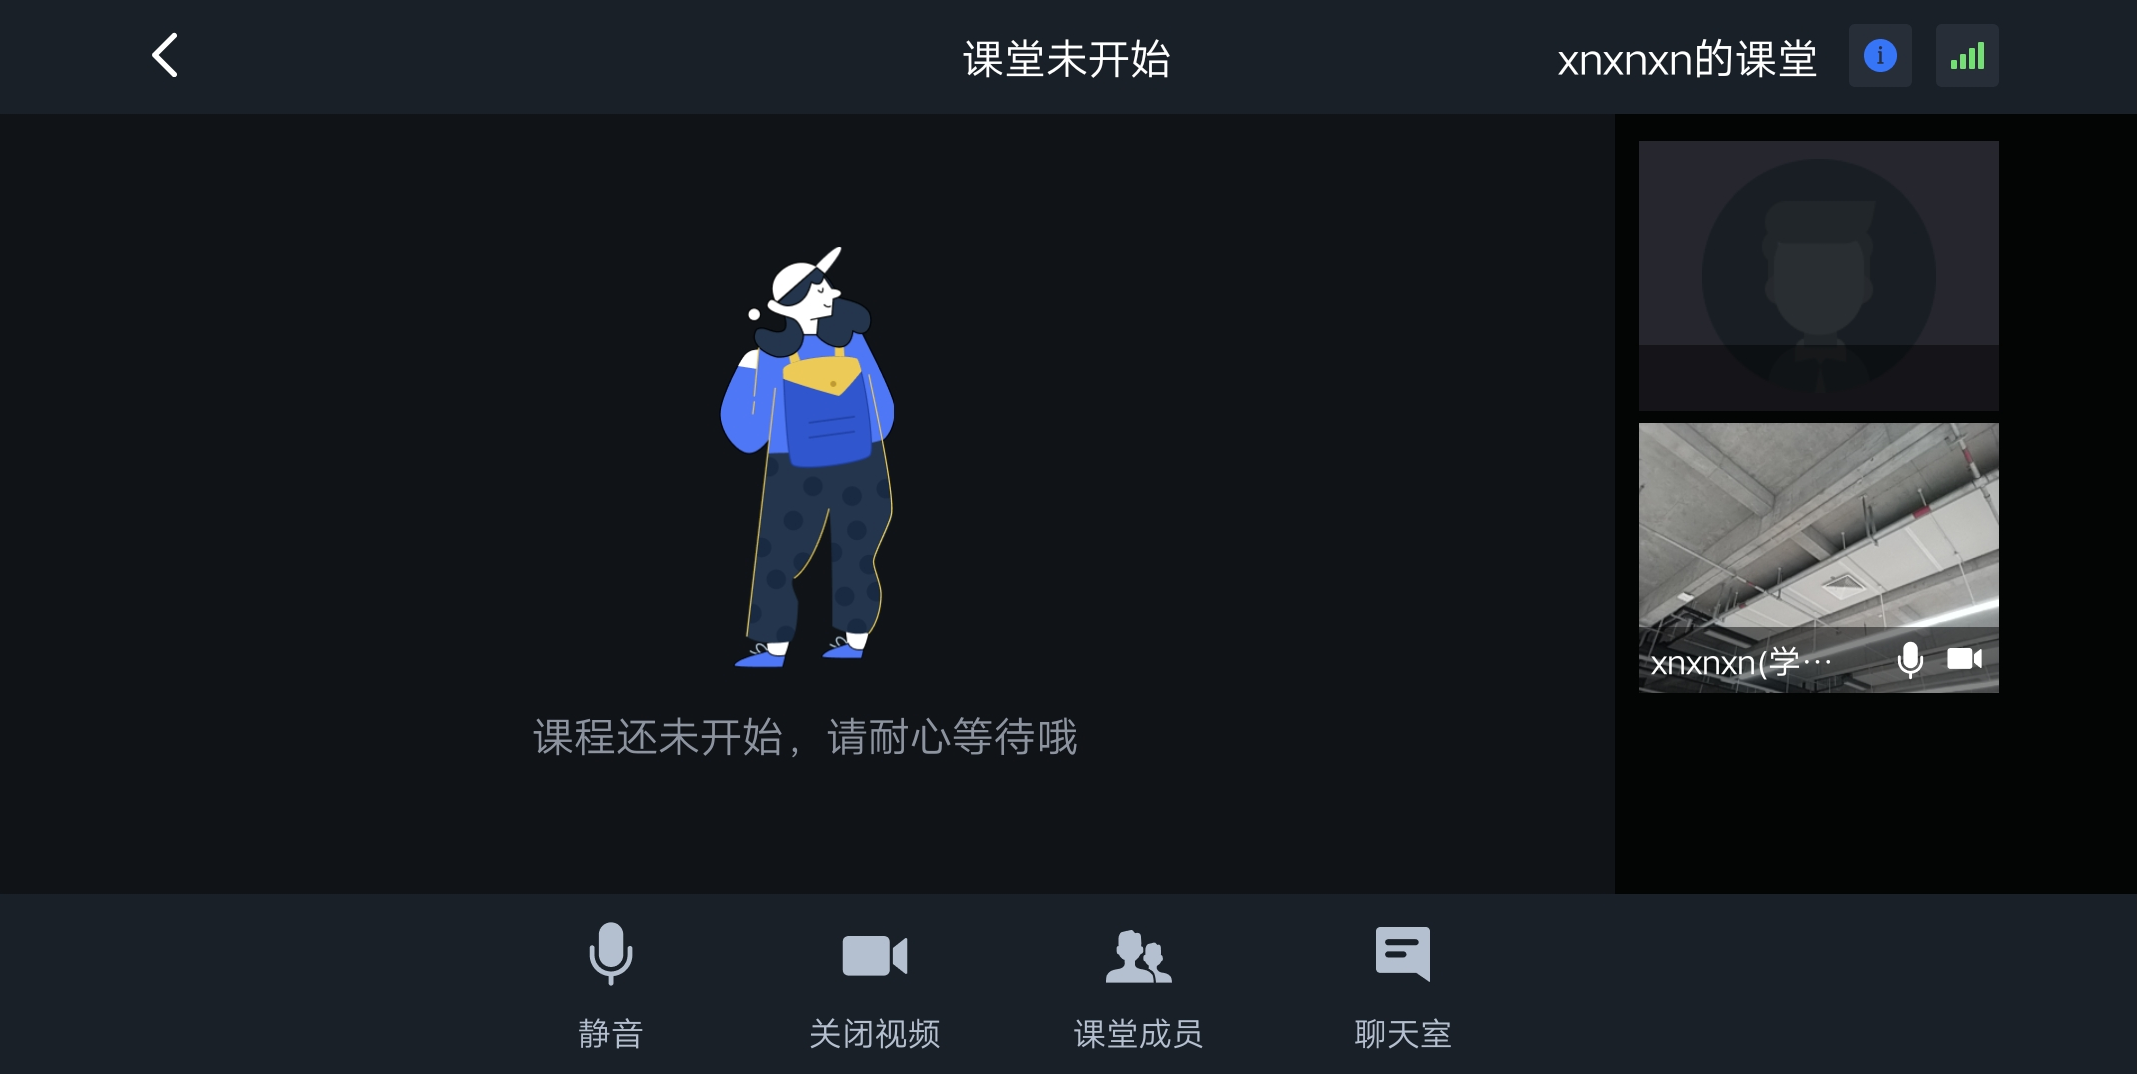 课堂未开始
xnxnxn的课堂
课程还未开始，请耐心等待哦
xnxnxn(学…
静音
关闭视频
课堂成员
聊天室